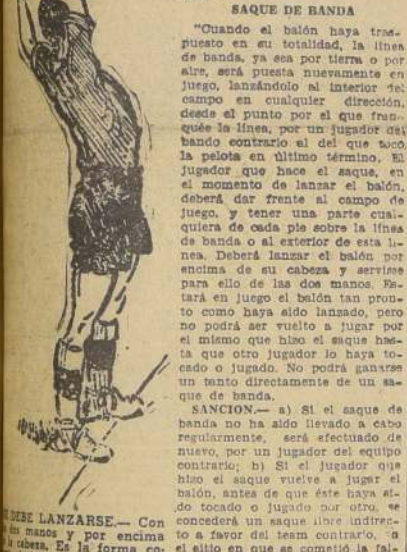 SAQUE DE BANDA
"Cuando el balón haya tras-
puesto en su totalidad, la línea
de banda, ya sea por tierra o por
aire, será puesta nuevamente en
juego, lanzándolo al interior del
campo en cualquier dirección,
desde el punto por el que fran-
quée la línea, por un jugador del
bando contrario al del que tocó
la pelota en último término. El
jugador que hace el saque, en
el momento de lanzar el balón,
deberá dar frente al campo de
juego, y tener una parte cual-
quiera de cada pie sobre la línea
de banda o al exterior de esta lí-
nea. Deberá lanzar el balón por
encima de su cabeza y servirse
para ello de las dos manos. Es-
tará en juego el balón tan pron-
to como haya sido lanzado, pero
no podrá ser vuelto a jugar por
el mismo que hizo el saque has-
ta que otro jugador lo haya to-
cado o jugado. No podrá ganarse
un tanto directamente de un sa-
que de banda.
SANCION.— a) Si el saque de
banda no ha sido llevado a cabo
regularmente, será efectuado de
nuevo, por un jugador del equipo
contrario; b) Si el jugador que
hizo el saque vuelve a jugar el
balón, antes de que éste haya si-
do tocado o jugado por otro, se
concederá un saque libre indirec-
to a favor del team contrario, n
el sitio en que se cometió la fal-
DEBE LANZARSE.— Con
dos manos y por encima
la cabeza. Es la forma co-